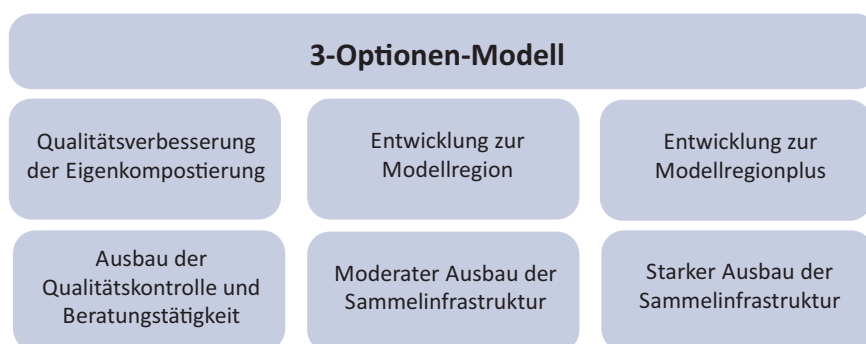 3-Optionen-Modell
Qualitätsverbesserung
der Eigenkompostierung
Entwicklung zur
Modellregion
Entwicklung zur
Modellregionplus
Ausbau der
Qualitätskontrolle und
Beratungstätigkeit
Moderater Ausbau der
Sammelinfrastruktur
Starker Ausbau der
Sammelinfrastruktur